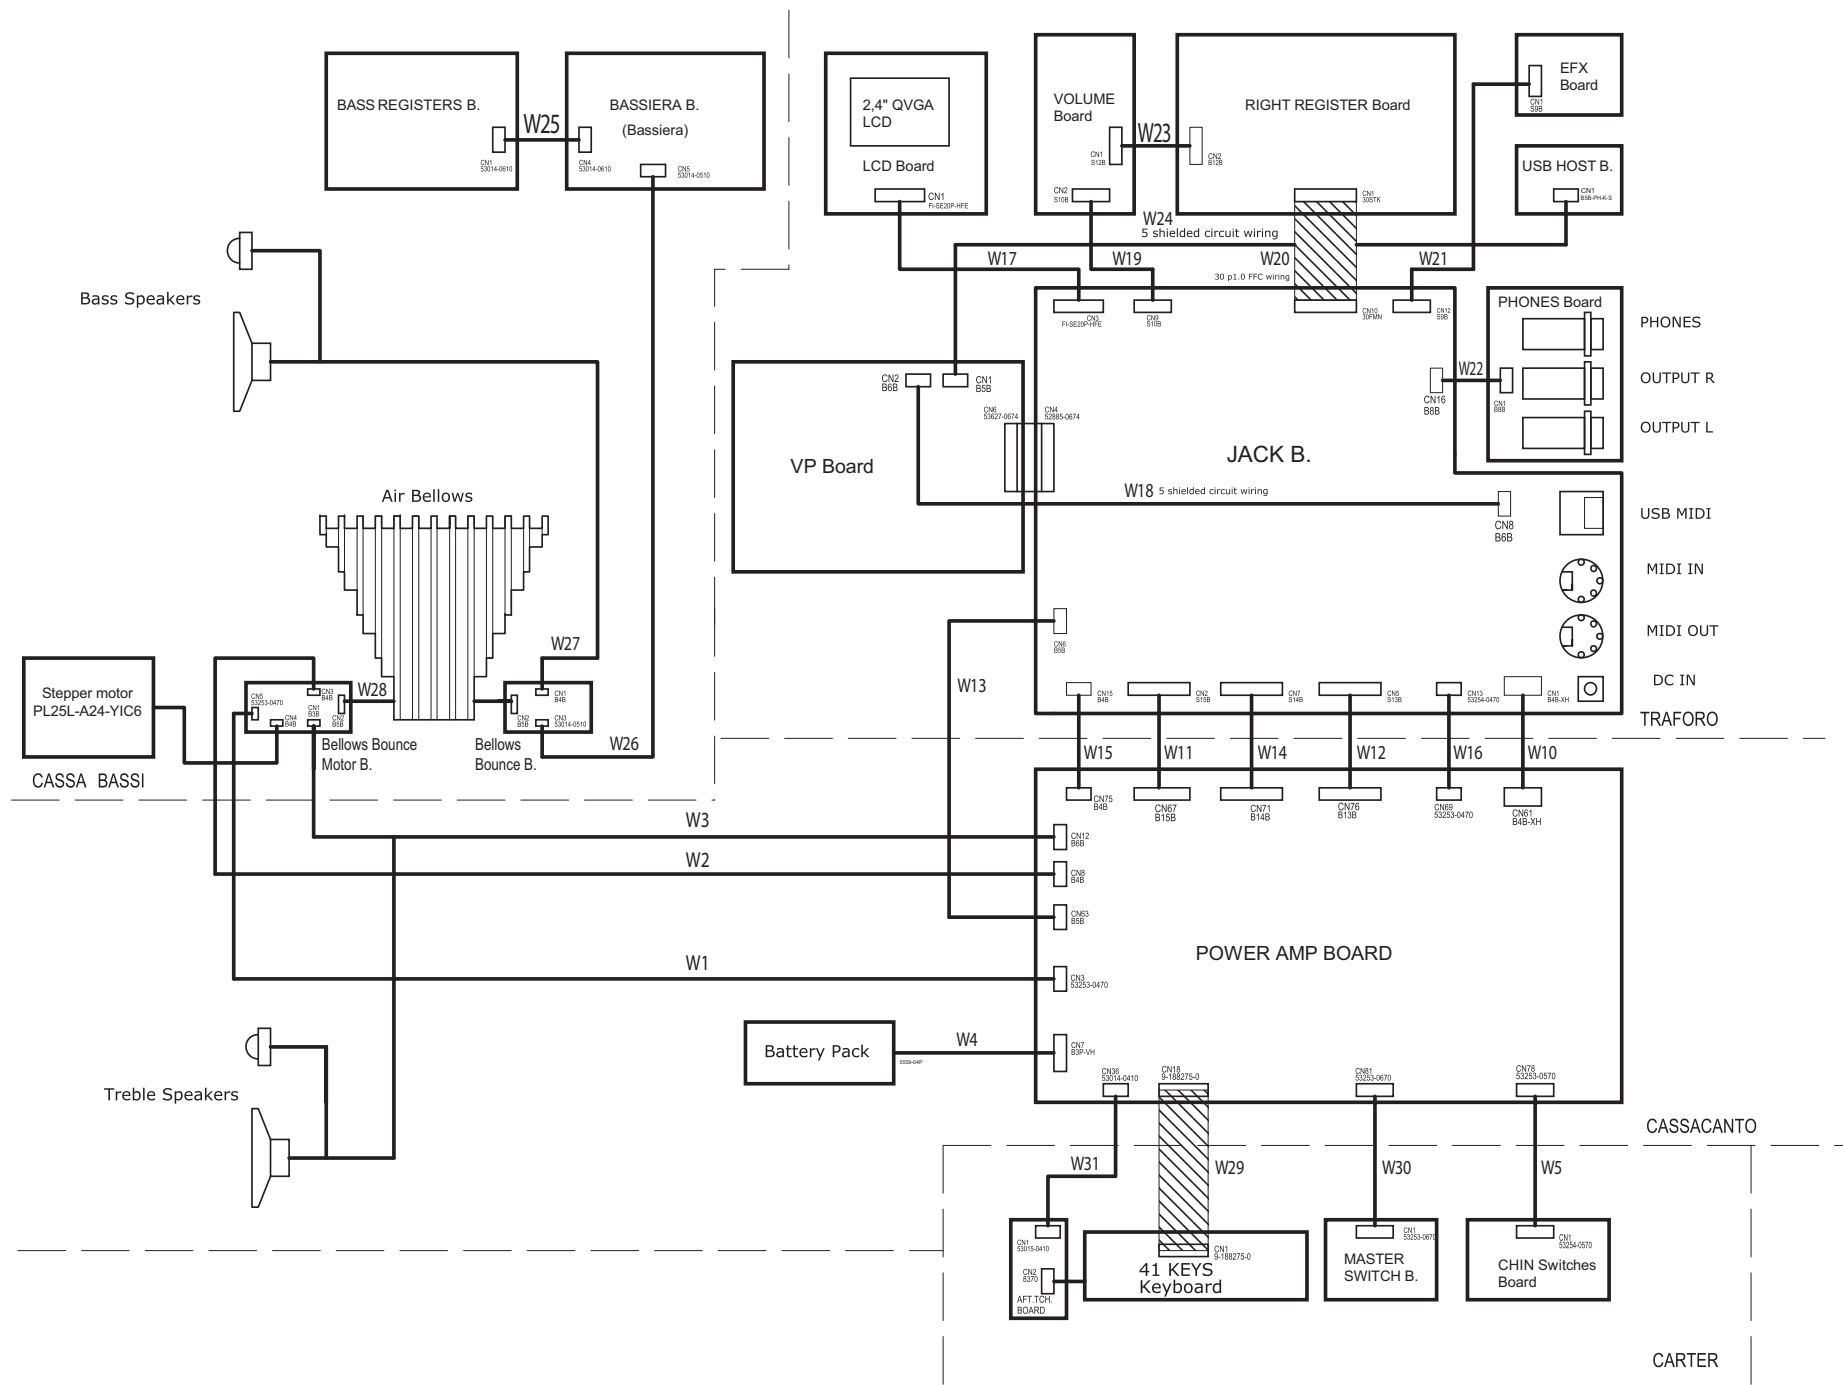 BASS REGISTERS B.
CN1
53014-0610
W25
BASSIERA B.
(Bassiera)
CN4
53014-0610
CN5
53014-0510
2,4" QVGA
LCD
LCD Board
CN1
FI-SE20P-HFE
VOLUME
Board
CN1
S12B
CN2
S10B
W23
RIGHT REGISTER Board
CN2
B12B
CN1
30STK
EFX
Board
CN1
S9B
USB HOST B.
CN1
B5B-PH-K-S
W24
5 shielded circuit wiring
W17
W19
W20
30 p1.0 FFC wiring
W21
CN3
FI-SE20P-HFE
CN9
S10B
CN10
30FMN
CN12
S9B
PHONES Board
PHONES
OUTPUT R
OUTPUT L
W22
CN16
B8B
CN1
B8B
Bass Speakers
CN2
B6B
CN1
B5B
CN6
53627-0674
CN4
52885-0674
VP Board
JACK B.
W18
5 shielded circuit wiring
CN8
B6B
USB MIDI
MIDI IN
MIDI OUT
DC IN
TRAFORO
Air Bellows
W27
CN6
B5B
W13
Stepper motor
PL25L-A24-YIC6
CASSA BASSI
CN5
53253-0470
CN3
B4B
CN4
B4B
CN1
B3B
CN2
B5B
W28
Bellows Bounce
Motor B.
CN1
B4B
CN2
B5B
CN3
53014-0510
Bellows
Bounce B.
W26
CN15
B4B
CN2
S15B
CN7
S14B
CN5
S13B
CN13
53254-0470
CN1
B4B-XH
W15
W11
W14
W12
W16
W10
CN75
B4B
CN67
B15B
CN71
B14B
CN76
B13B
CN69
53253-0470
CN61
B4B-XH
W3
CN12
B6B
W2
CN8
B4B
CN63
B5B
POWER AMP BOARD
W1
CN3
53253-0470
Battery Pack
5559-04P
W4
CN7
B3P-VH
CN36
53014-0410
CN18
9-188275-0
CN81
53253-0670
CN78
53253-0570
Treble Speakers
CASSACANTO
W31
W29
W30
W5
CN1
53015-0410
CN2
8370
AFT.TCH.
BOARD
CN1
9-188275-0
41 KEYS
Keyboard
CN1
53253-0670
MASTER
SWITCH B.
CN1
53254-0570
CHIN Switches
Board
CARTER